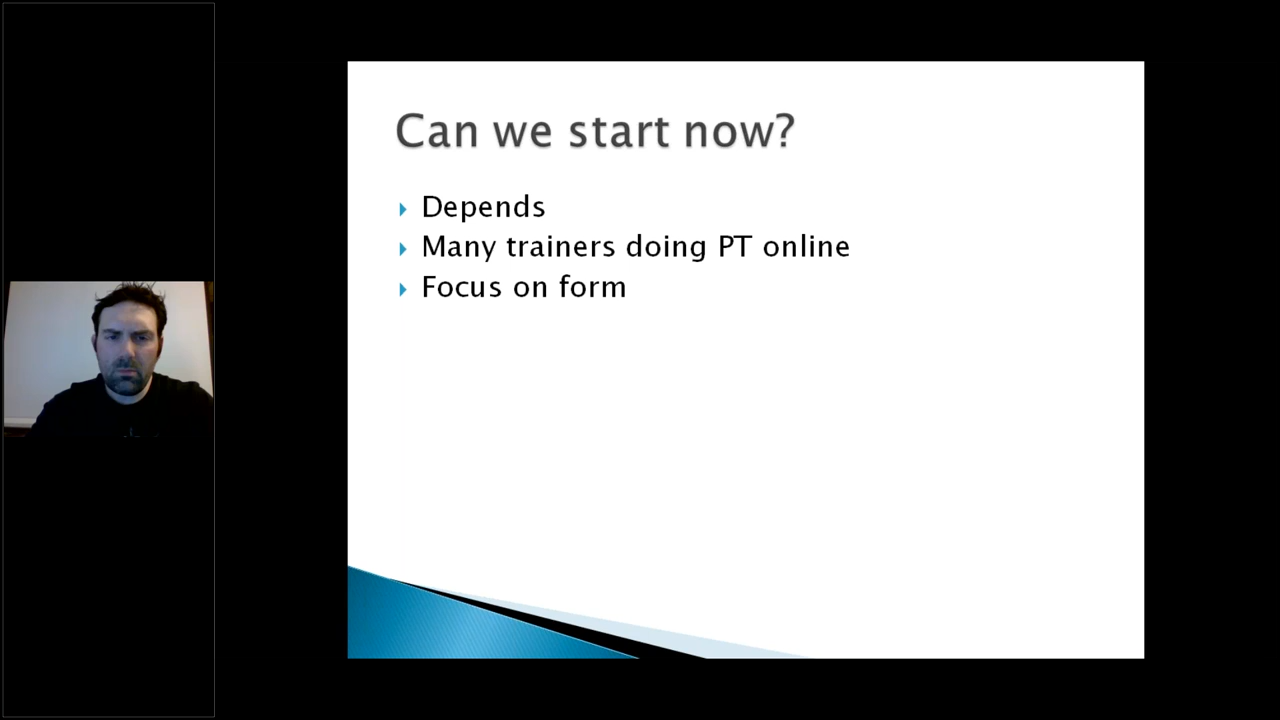 Can we start now?
Depends
Many trainers doing PT online
Focus on form